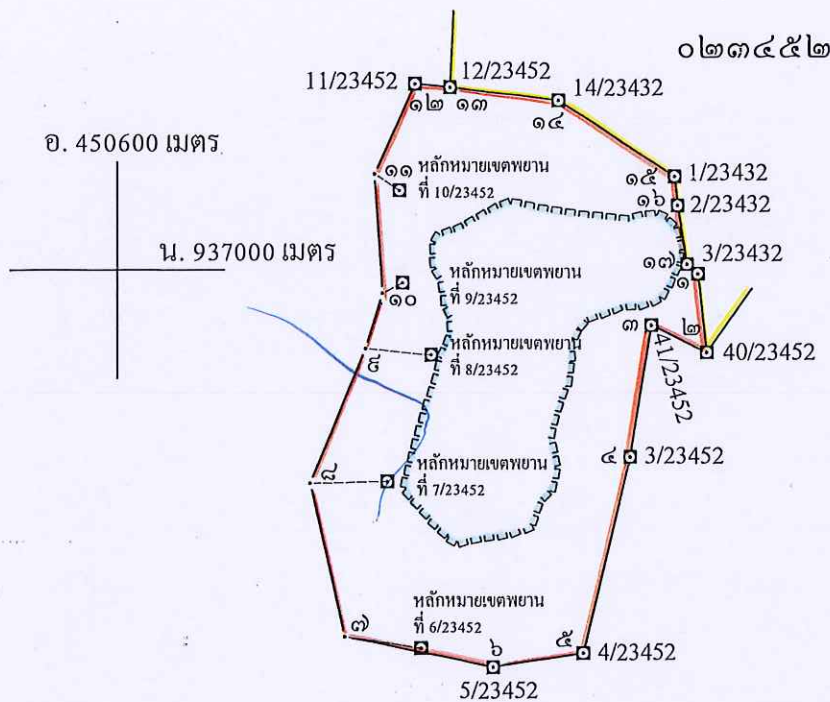 ๐๒๓๔๕๒
12/23452
11/23452
๑๒
๑๓
14/23432
๑๔
อ. 450600 เมตร
๑๑
หลักหมายเขตพยาน
ที่ 10/23452
๑๕
1/23432
๑๖
2/23432
น. 937000 เมตร
๑๗
3/23432
๑
๑๐
หลักหมายเขตพยาน
ที่ 9/23452
๓
๒
41/23452
40/23452
๙
หลักหมายเขตพยาน
ที่ 8/23452
๔
3/23452
๘
หลักหมายเขตพยาน
ที่ 7/23452
๗
หลักหมายเขตพยาน
ที่ 6/23452
๖
๕
4/23452
5/23452